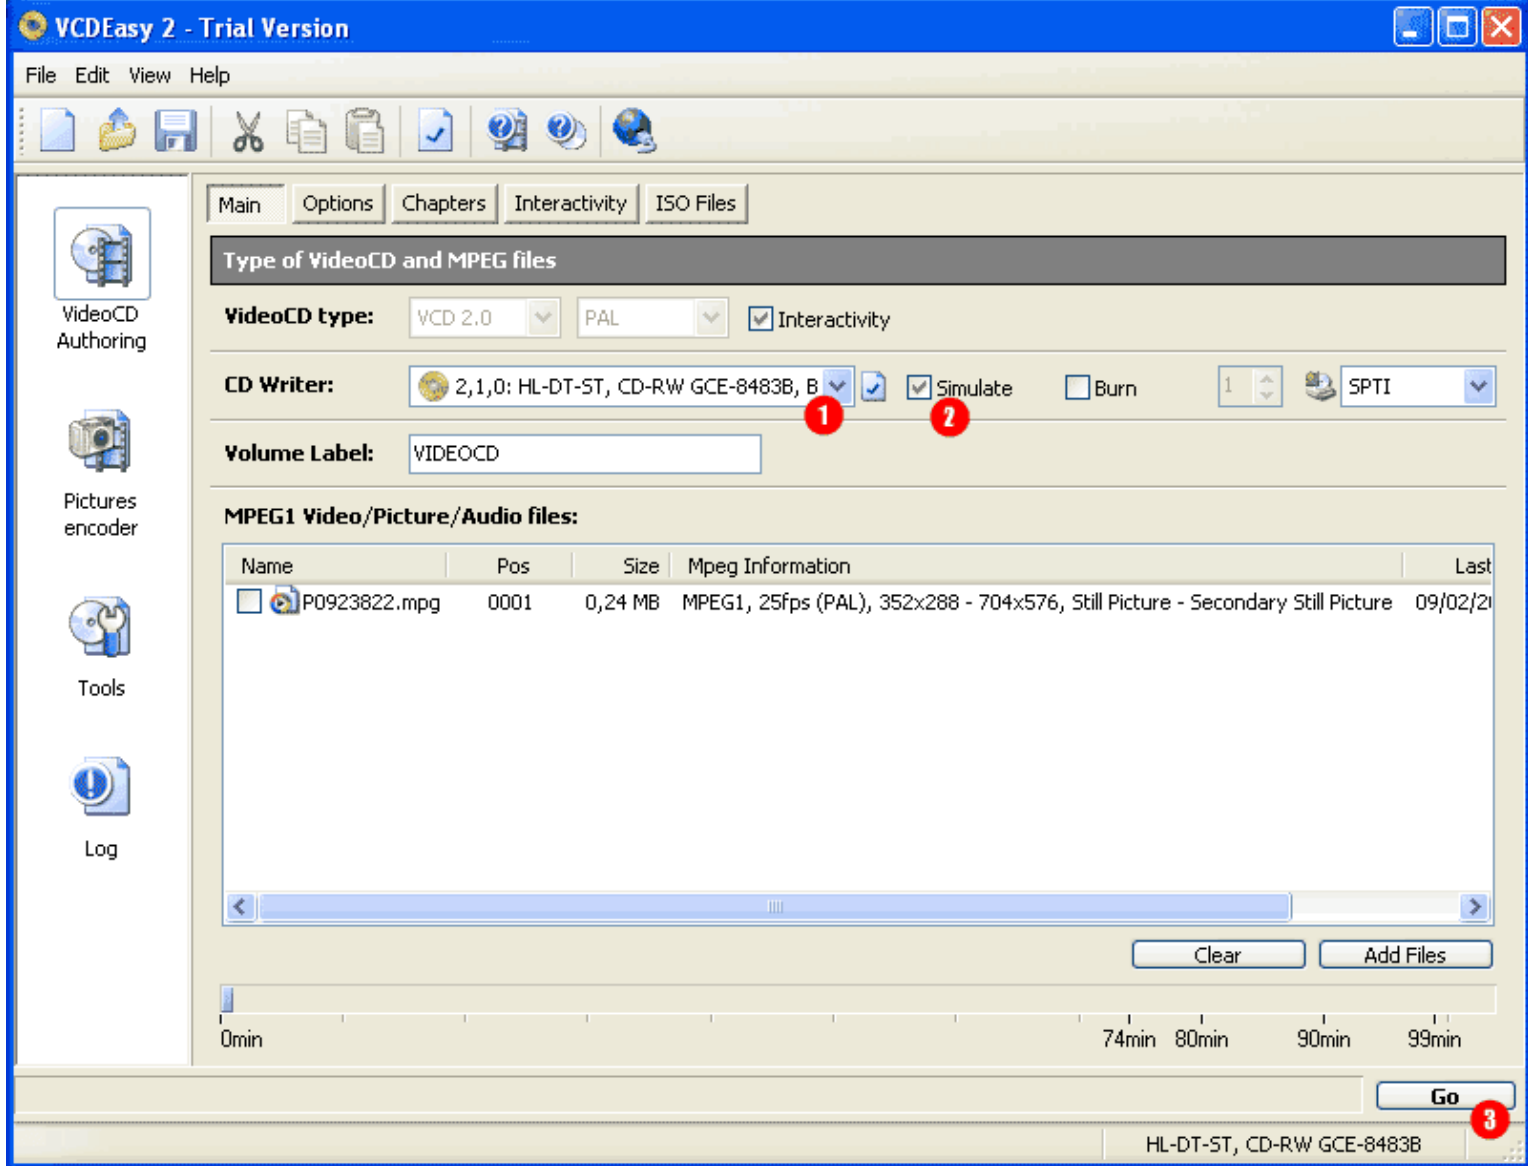 VCDEasy 2 - Trial Version
File Edit View Help
Main Options Chapters Interactivity ISO Files
Type of VideoCD and MPEG files
VideoCD type: VCD 2.0 PAL Interactivity
CD Writer: 2,1,0: HL-DT-ST, CD-RW GCE-8483B, B Simulate Burn 1 SPTI
1 2
Volume Label: VIDEOCD
MPEG1 Video/Picture/Audio files:
Name Pos Size Mpeg Information Last
P0923822.mpg 0001 0,24 MB MPEG1, 25fps (PAL), 352x288 - 704x576, Still Picture - Secondary Still Picture 09/02/2
VideoCD
Authoring
Pictures
encoder
Tools
Log
Clear Add Files
0min 74min 80min 90min 99min
Go
3
HL-DT-ST, CD-RW GCE-8483B